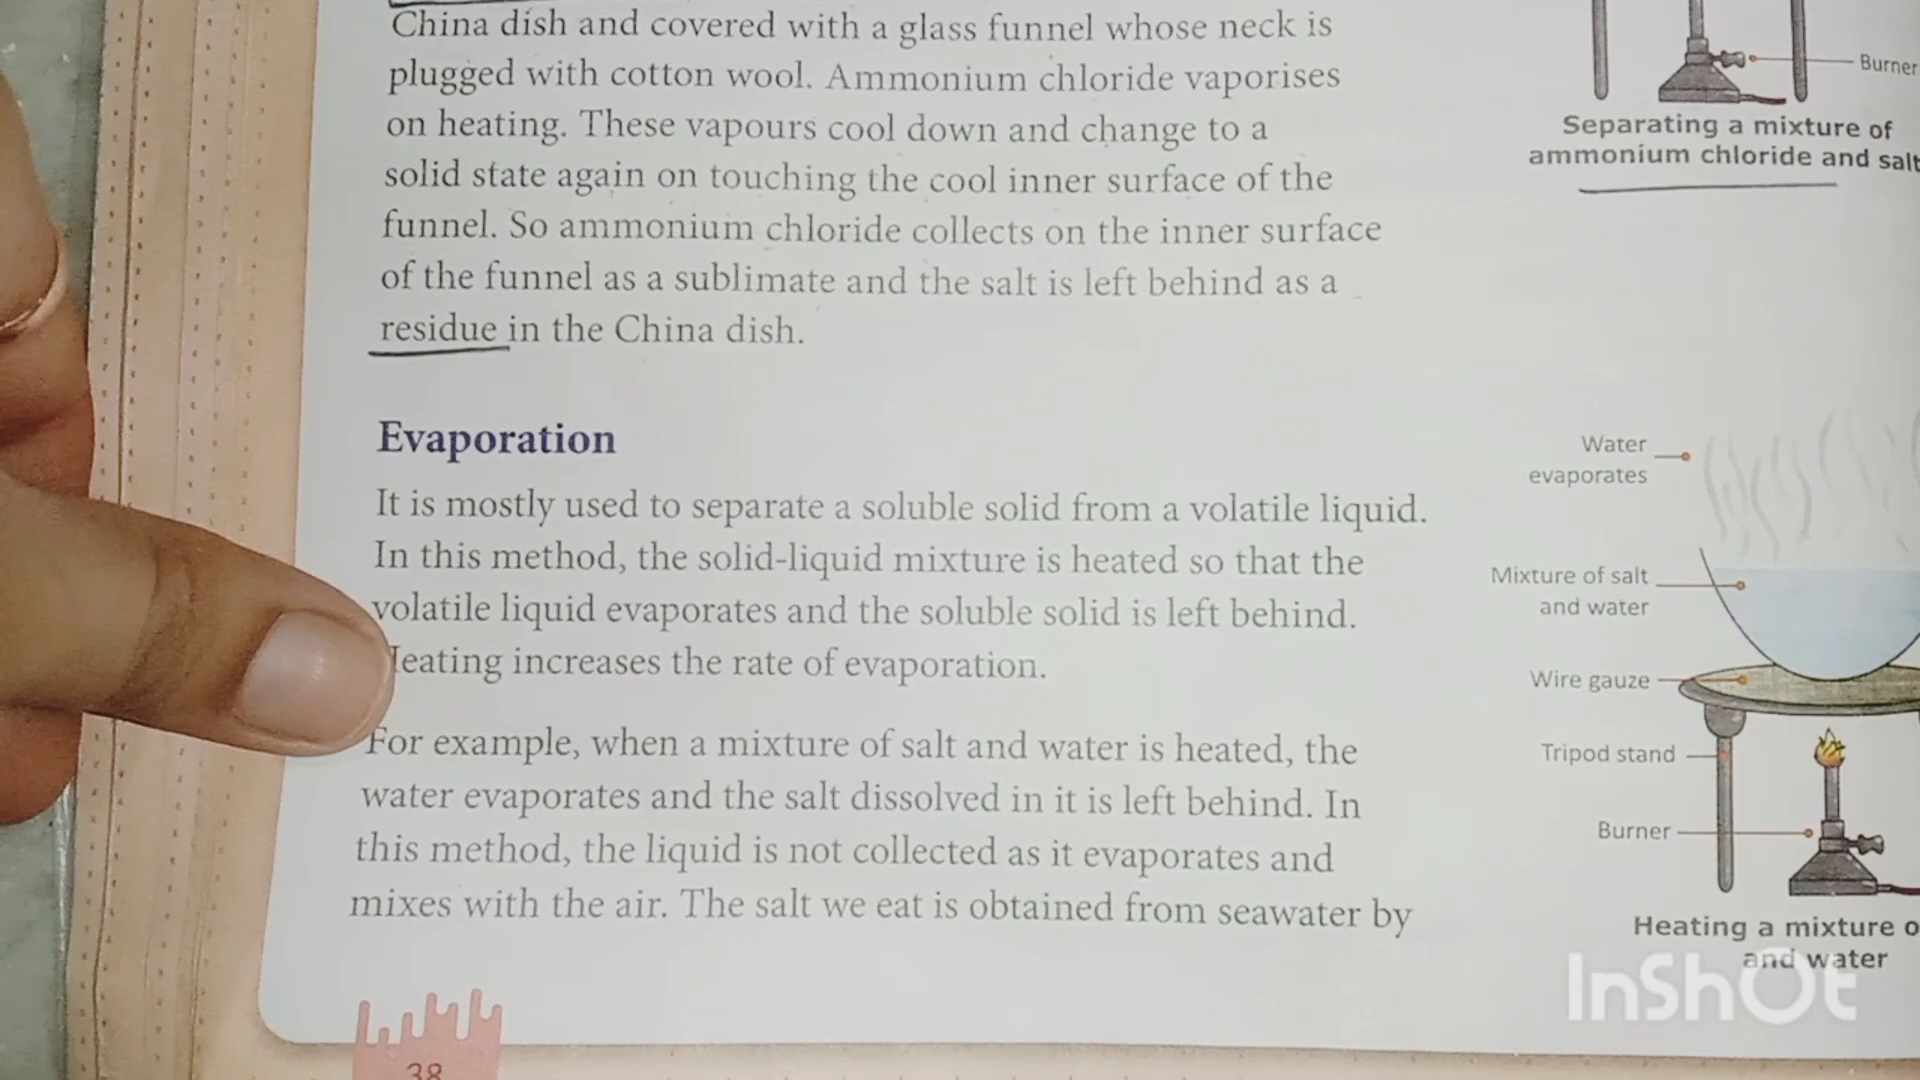 China dish and covered with a glass funnel whose neck is
plugged with cotton wool. Ammonium chloride vaporises
on heating. These vapours cool down and change to a
solid state again on touching the cool inner surface of the
funnel. So ammonium chloride collects on the inner surface
of the funnel as a sublimate and the salt is left behind as a
residue in the China dish.
Burner
Separating a mixture of
ammonium chloride and salt
Evaporation
It is mostly used to separate a soluble solid from a volatile liquid.
In this method, the solid-liquid mixture is heated so that the
volatile liquid evaporates and the soluble solid is left behind.
Heating increases the rate of evaporation.
For example, when a mixture of salt and water is heated, the
water evaporates and the salt dissolved in it is left behind. In
this method, the liquid is not collected as it evaporates and
mixes with the air. The salt we eat is obtained from seawater by
Water
evaporates
Mixture of salt
and water
Wire gauze
Tripod stand
Burner
Heating a mixture o
and water
InShOt
38